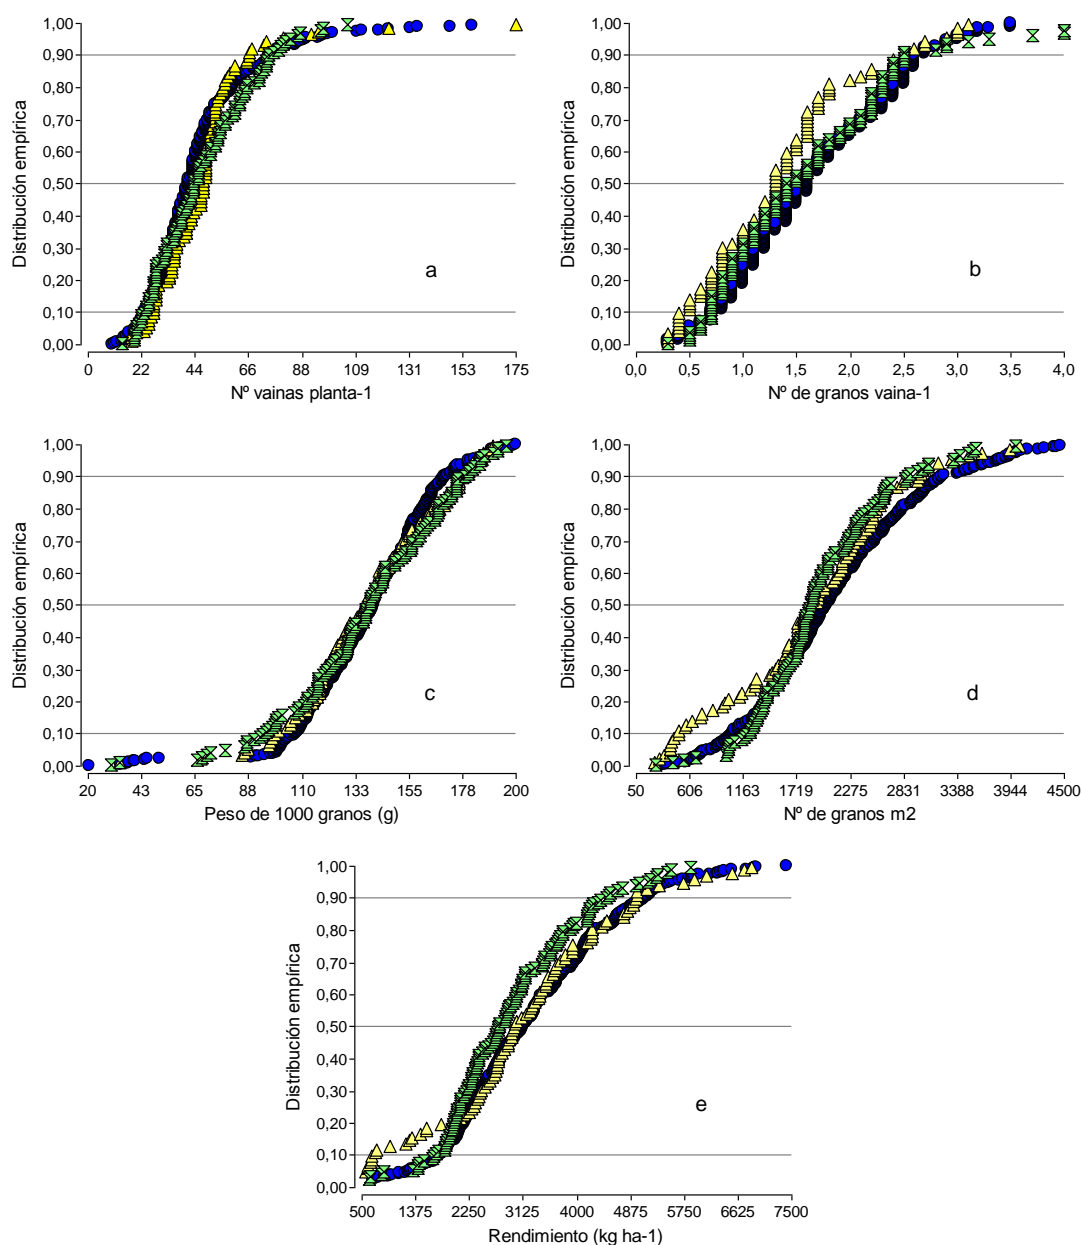 1,00
0,90
0,80
0,70
0,60
0,50
0,40
0,30
0,20
0,10
0,00
Distribución empírica
a
0 22 44 66 88 109 131 153 175
Nº vainas planta-1
1,00
0,90
0,80
0,70
0,60
0,50
0,40
0,30
0,20
0,10
0,00
Distribución empírica
b
0,0 0,5 1,0 1,5 2,0 2,5 3,0 3,5 4,0
Nº de granos vaina-1
1,00
0,90
0,80
0,70
0,60
0,50
0,40
0,30
0,20
0,10
0,00
Distribución empírica
c
20 43 65 88 110 133 155 178 200
Peso de 1000 granos (g)
1,00
0,90
0,80
0,70
0,60
0,50
0,40
0,30
0,20
0,10
0,00
Distribución empírica
d
50 606 1163 1719 2275 2831 3388 3944 4500
Nº de granos m2
1,00
0,90
0,80
0,70
0,60
0,50
0,40
0,30
0,20
0,10
0,00
Distribución empírica
e
500 1375 2250 3125 4000 4875 5750 6625 7500
Rendimiento (kg ha-1)